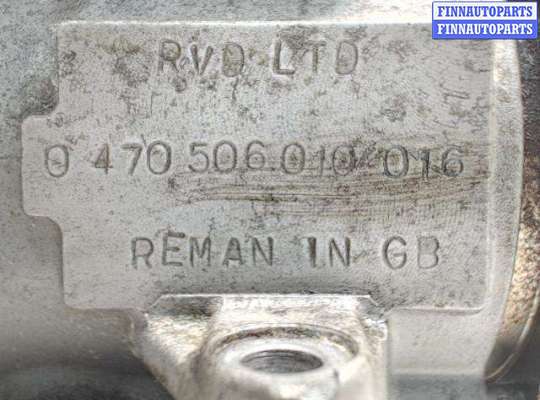 FINNAUTOPARTS
FINNAUTOPARTS
RVD LTD
0 470 506 010 016
REMAN IN GB